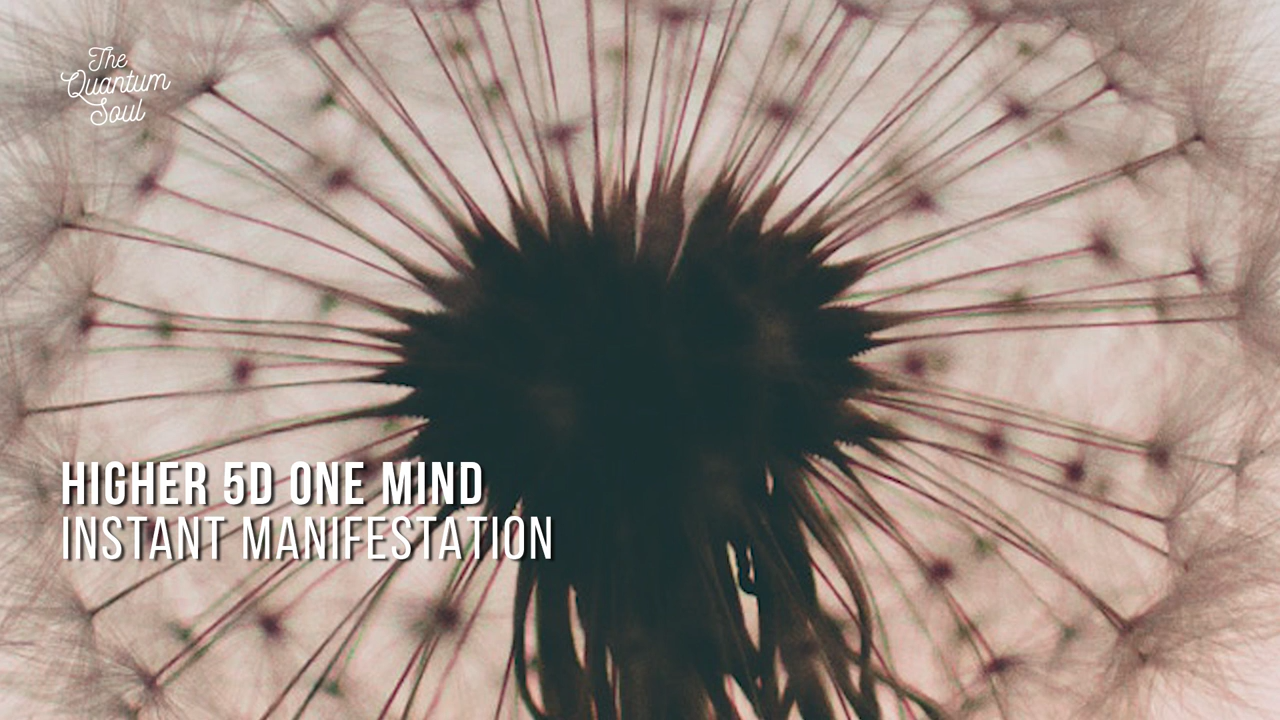 The
Quantum
Soul
HIGHER 5D ONE MIND
INSTANT MANIFESTATION